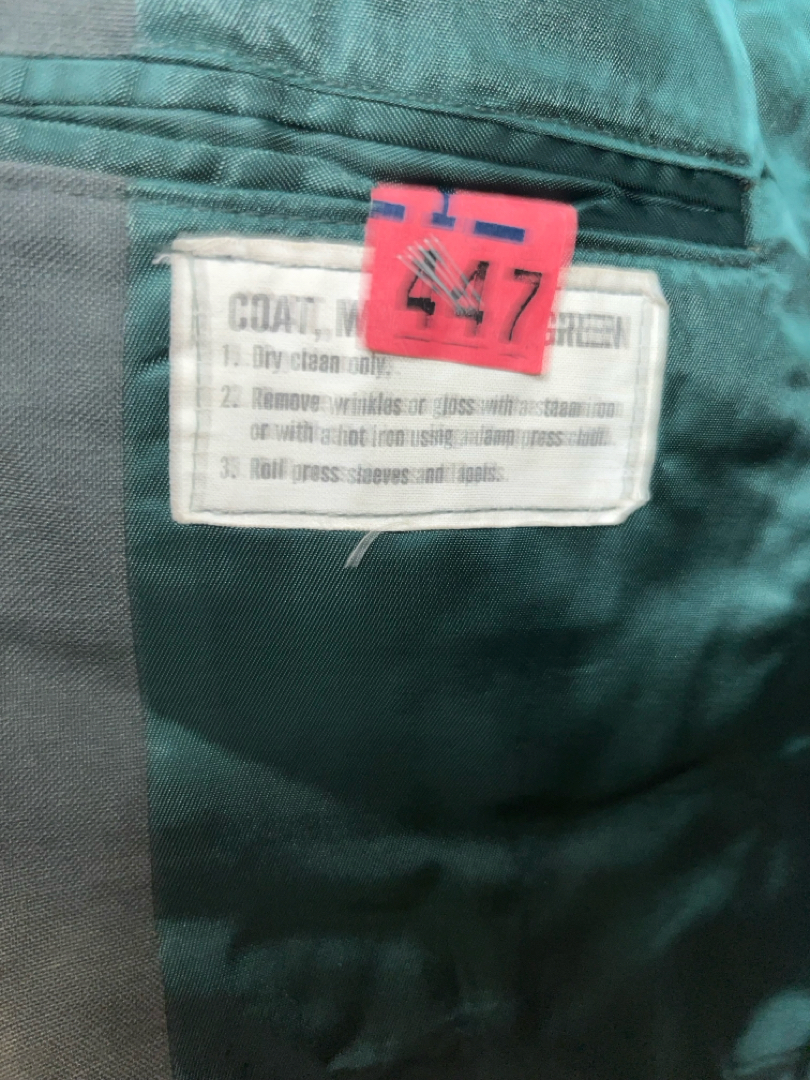 1
447
COAT, M GREEN
1. Dry clean only.
2. Remove wrinkles or gloss with a steam iron
or with a hot iron using a damp press cloth.
3. Roll press sleeves and lapels.